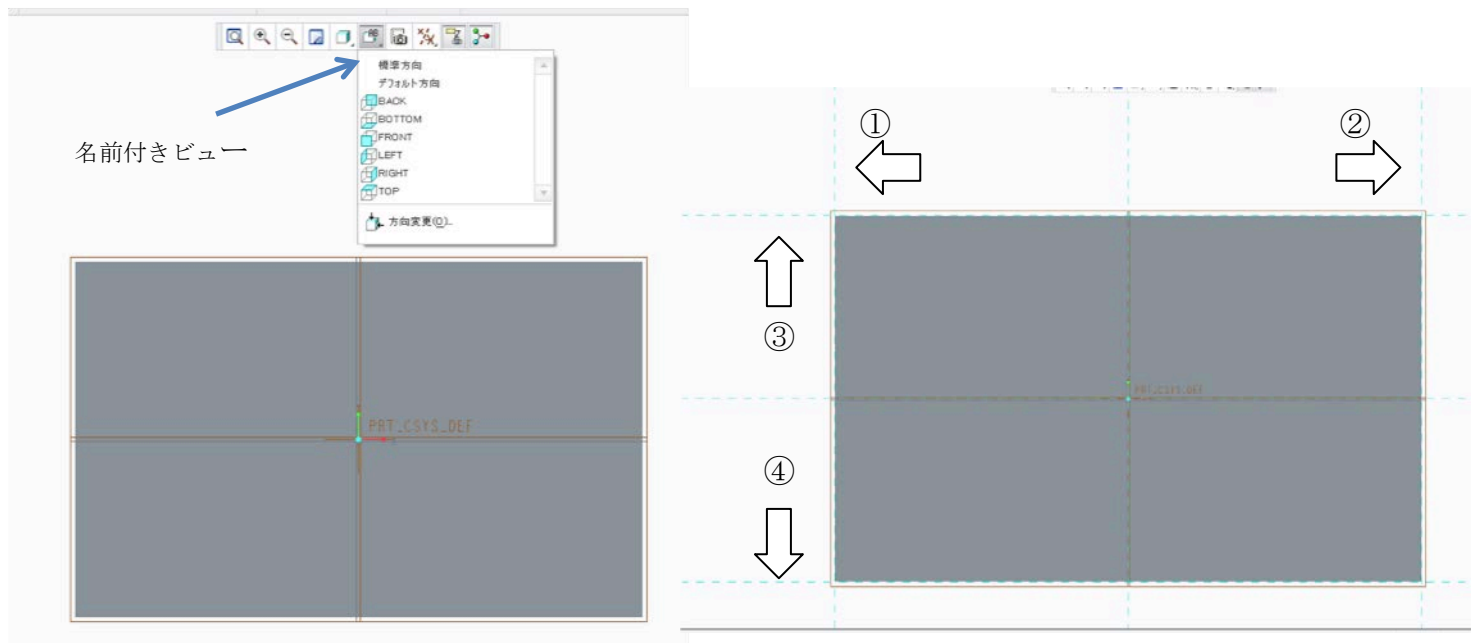 標準方向
デフォルト方向
BACK
BOTTOM
FRONT
LEFT
RIGHT
TOP
方向変更(O)...
名前付きビュー
PRT_CSYS_DEF
①
②
③
④
PRT_CSYS_DEF